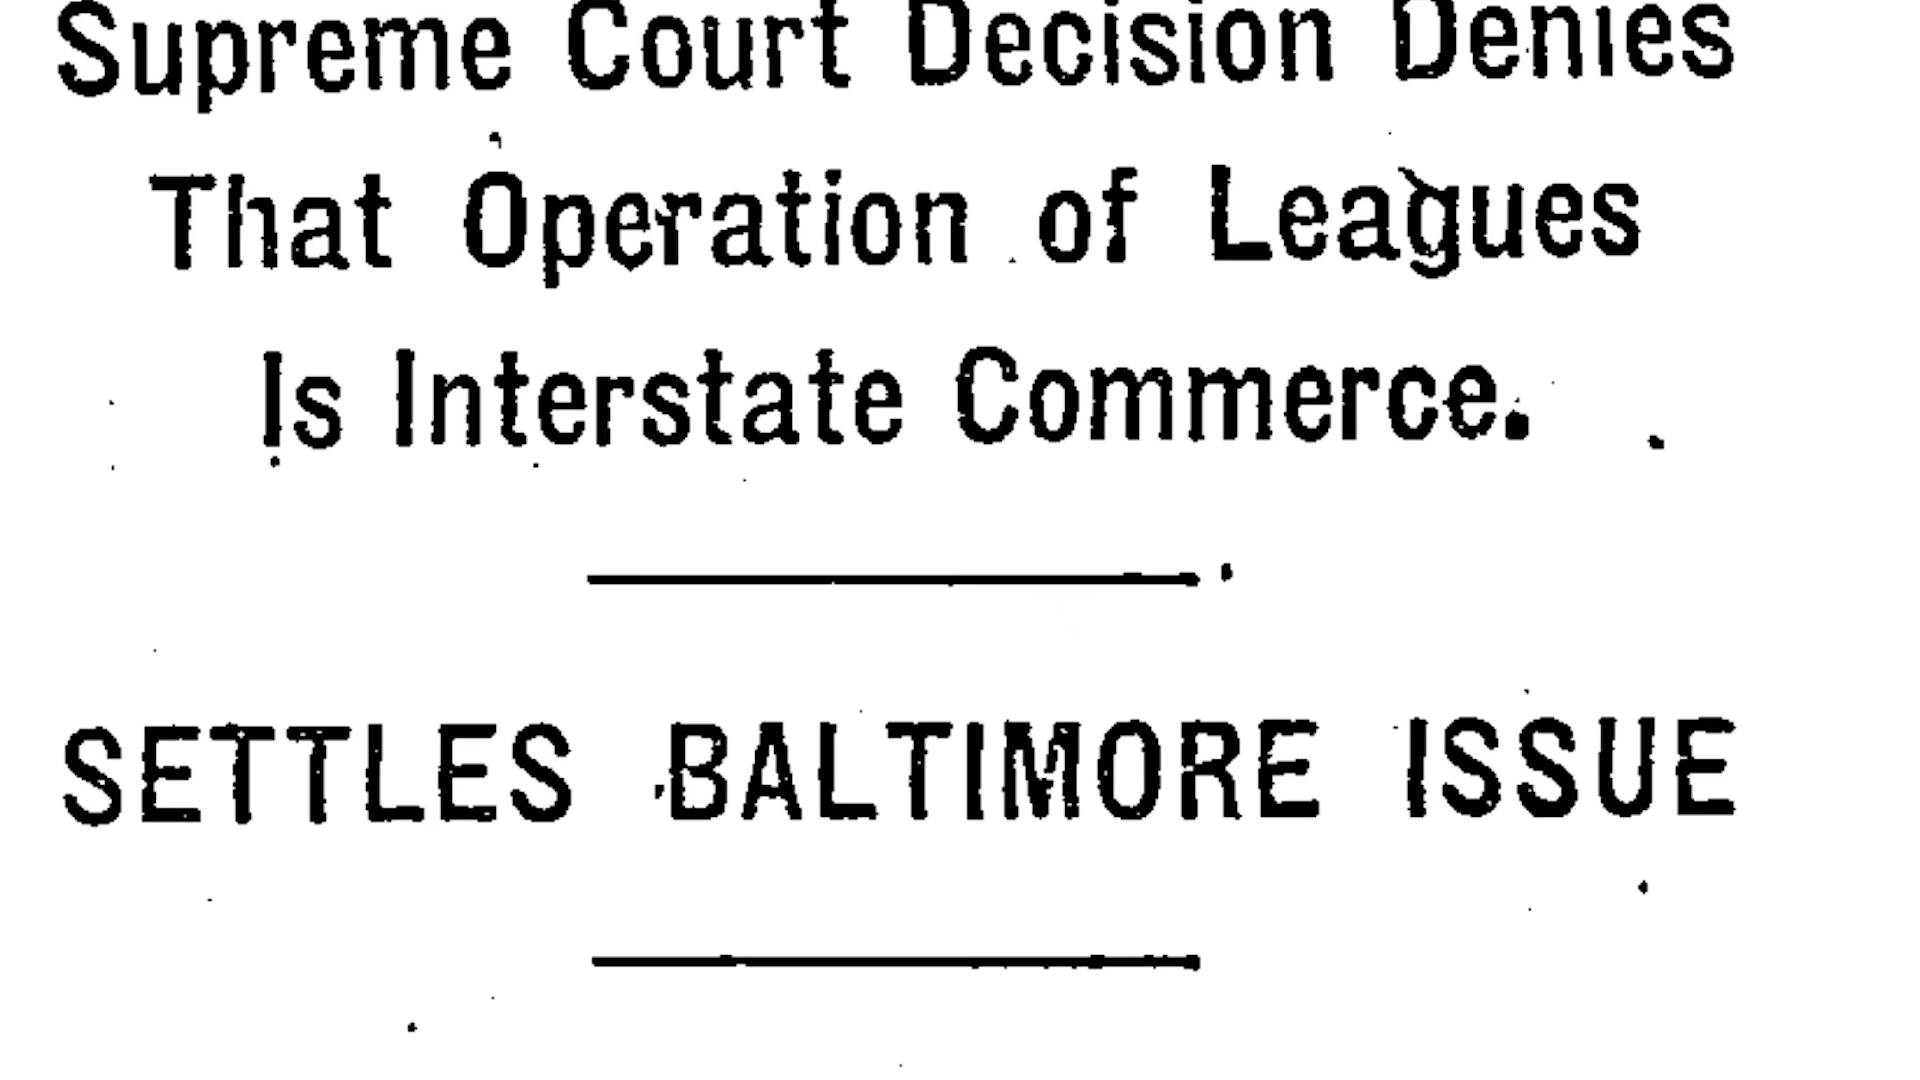 Supreme Court Decision Denies
That Operation of Leagues
Is Interstate Commerce.
SETTLES BALTIMORE ISSUE